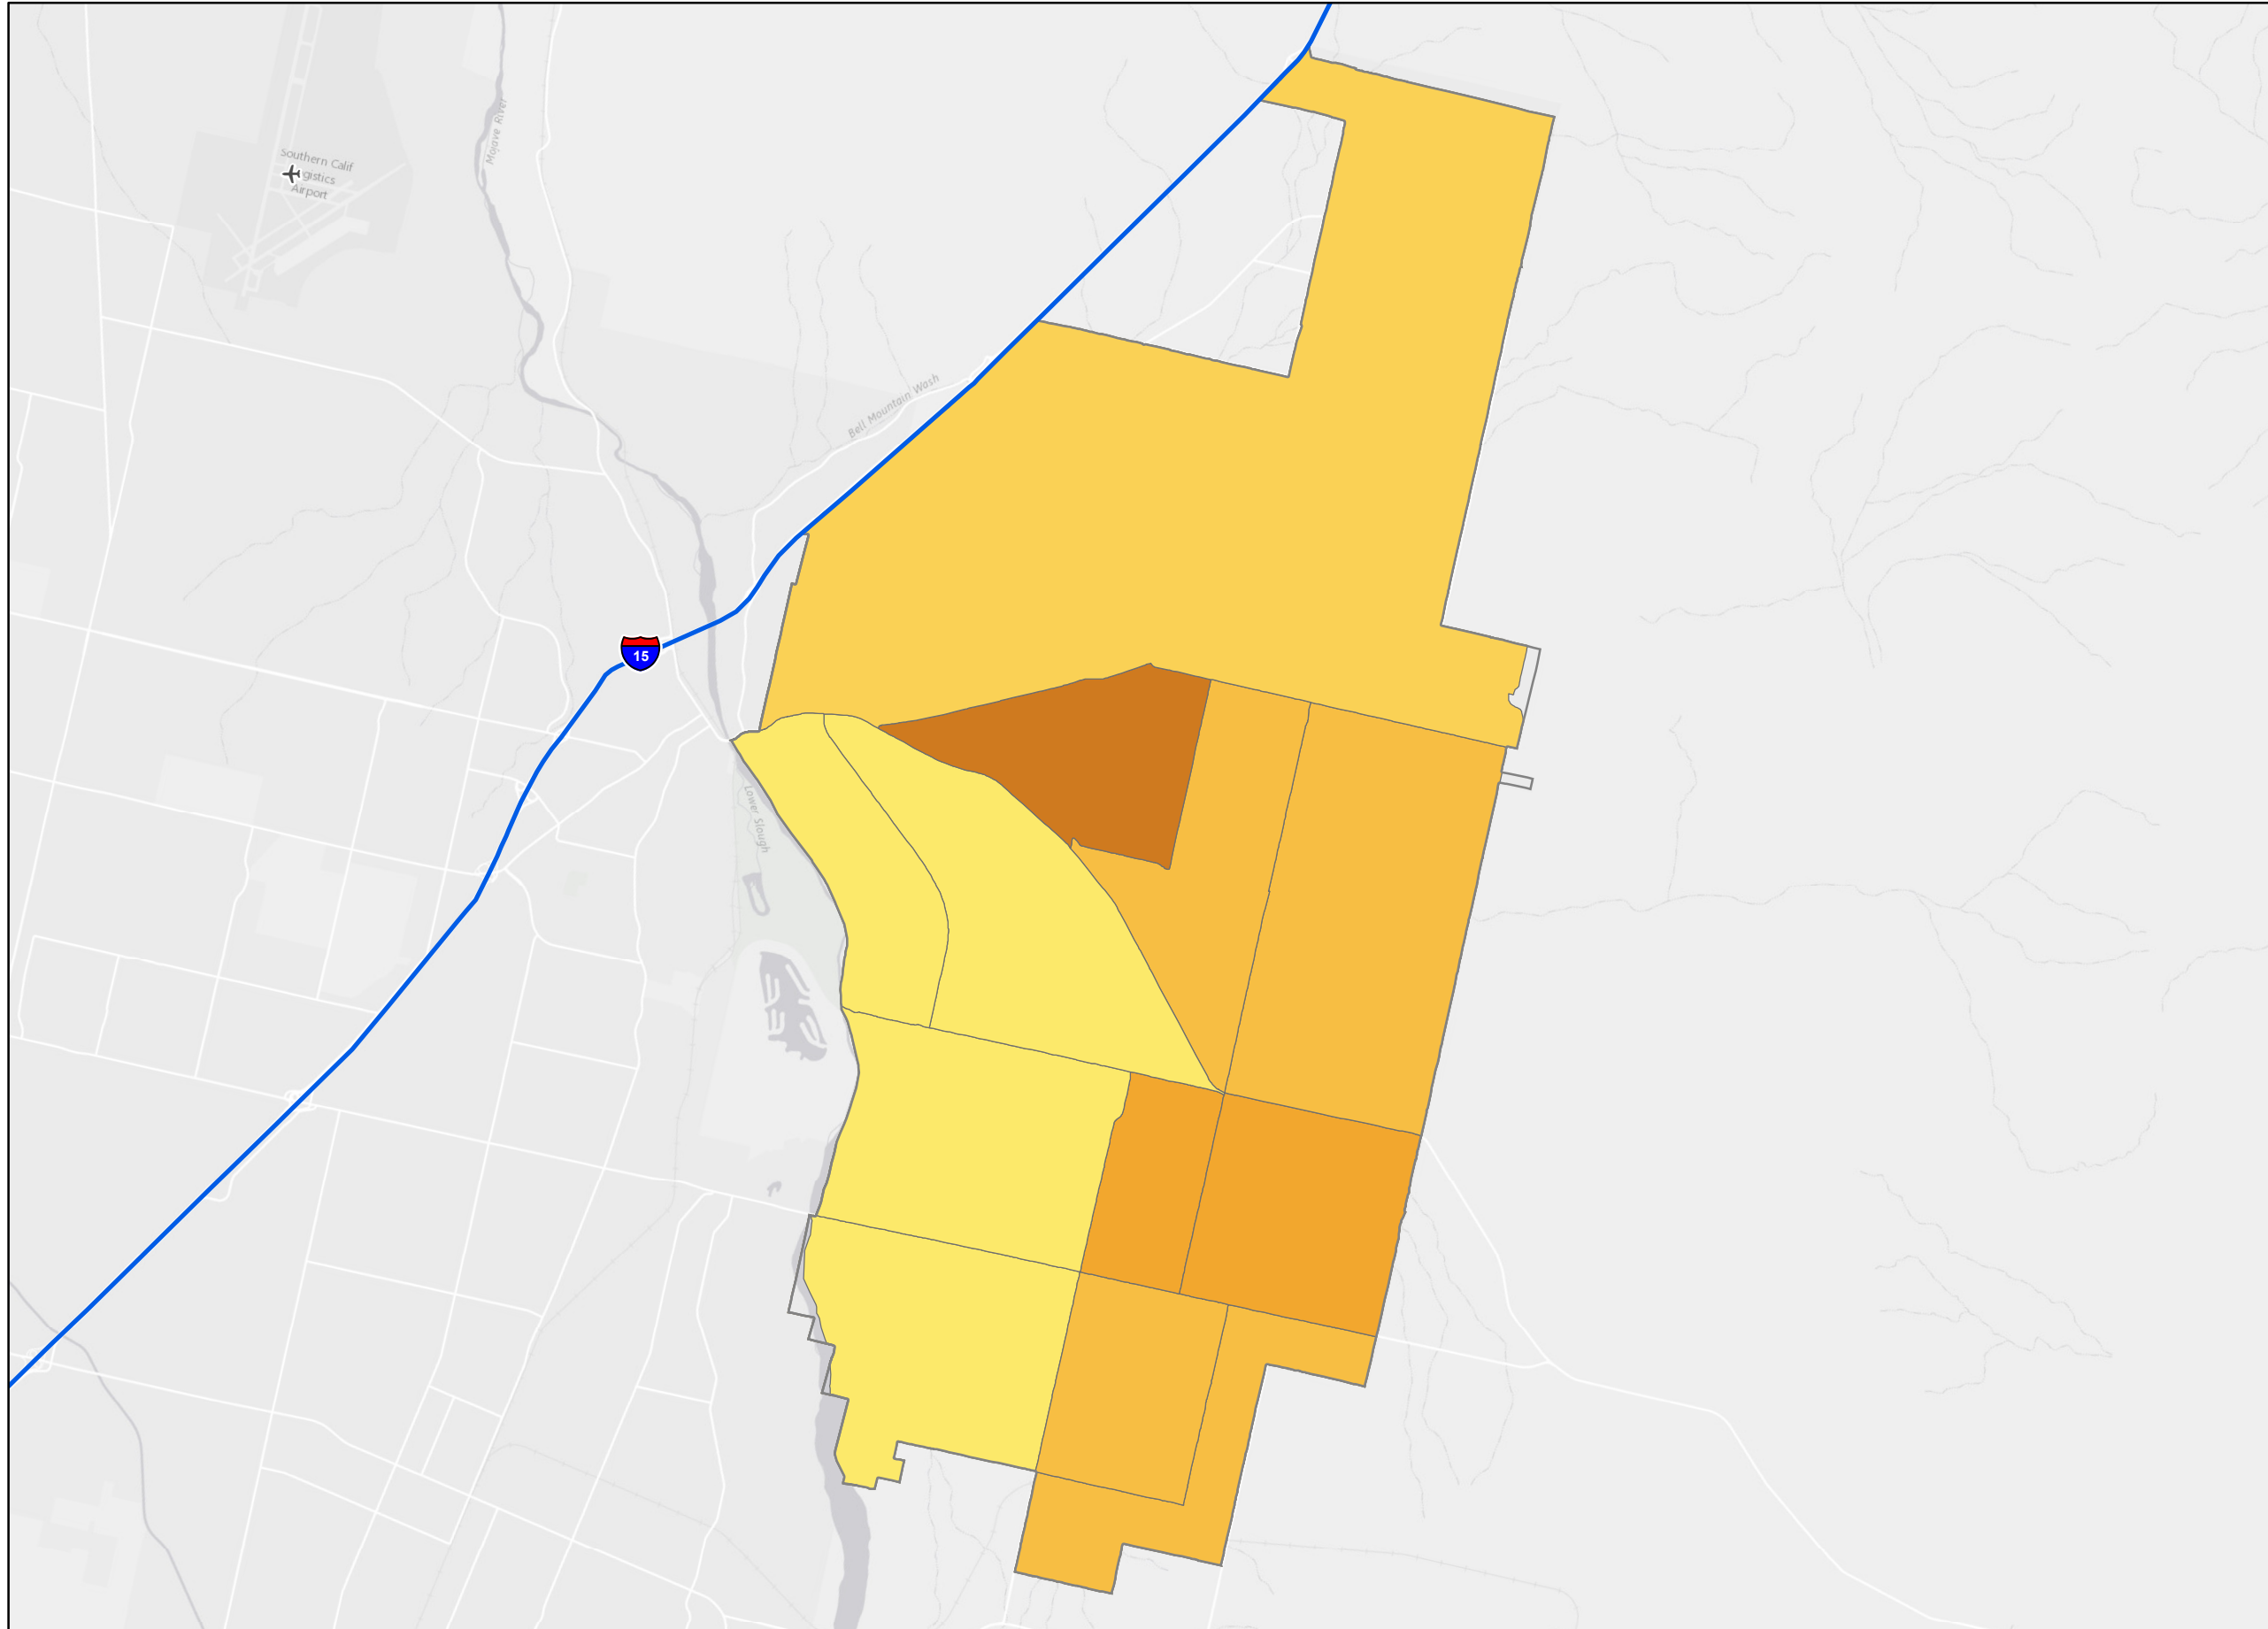 Mojave River
Southern Calif
gistics
Airport
Bell Mountain Wash
15
Lower Slough